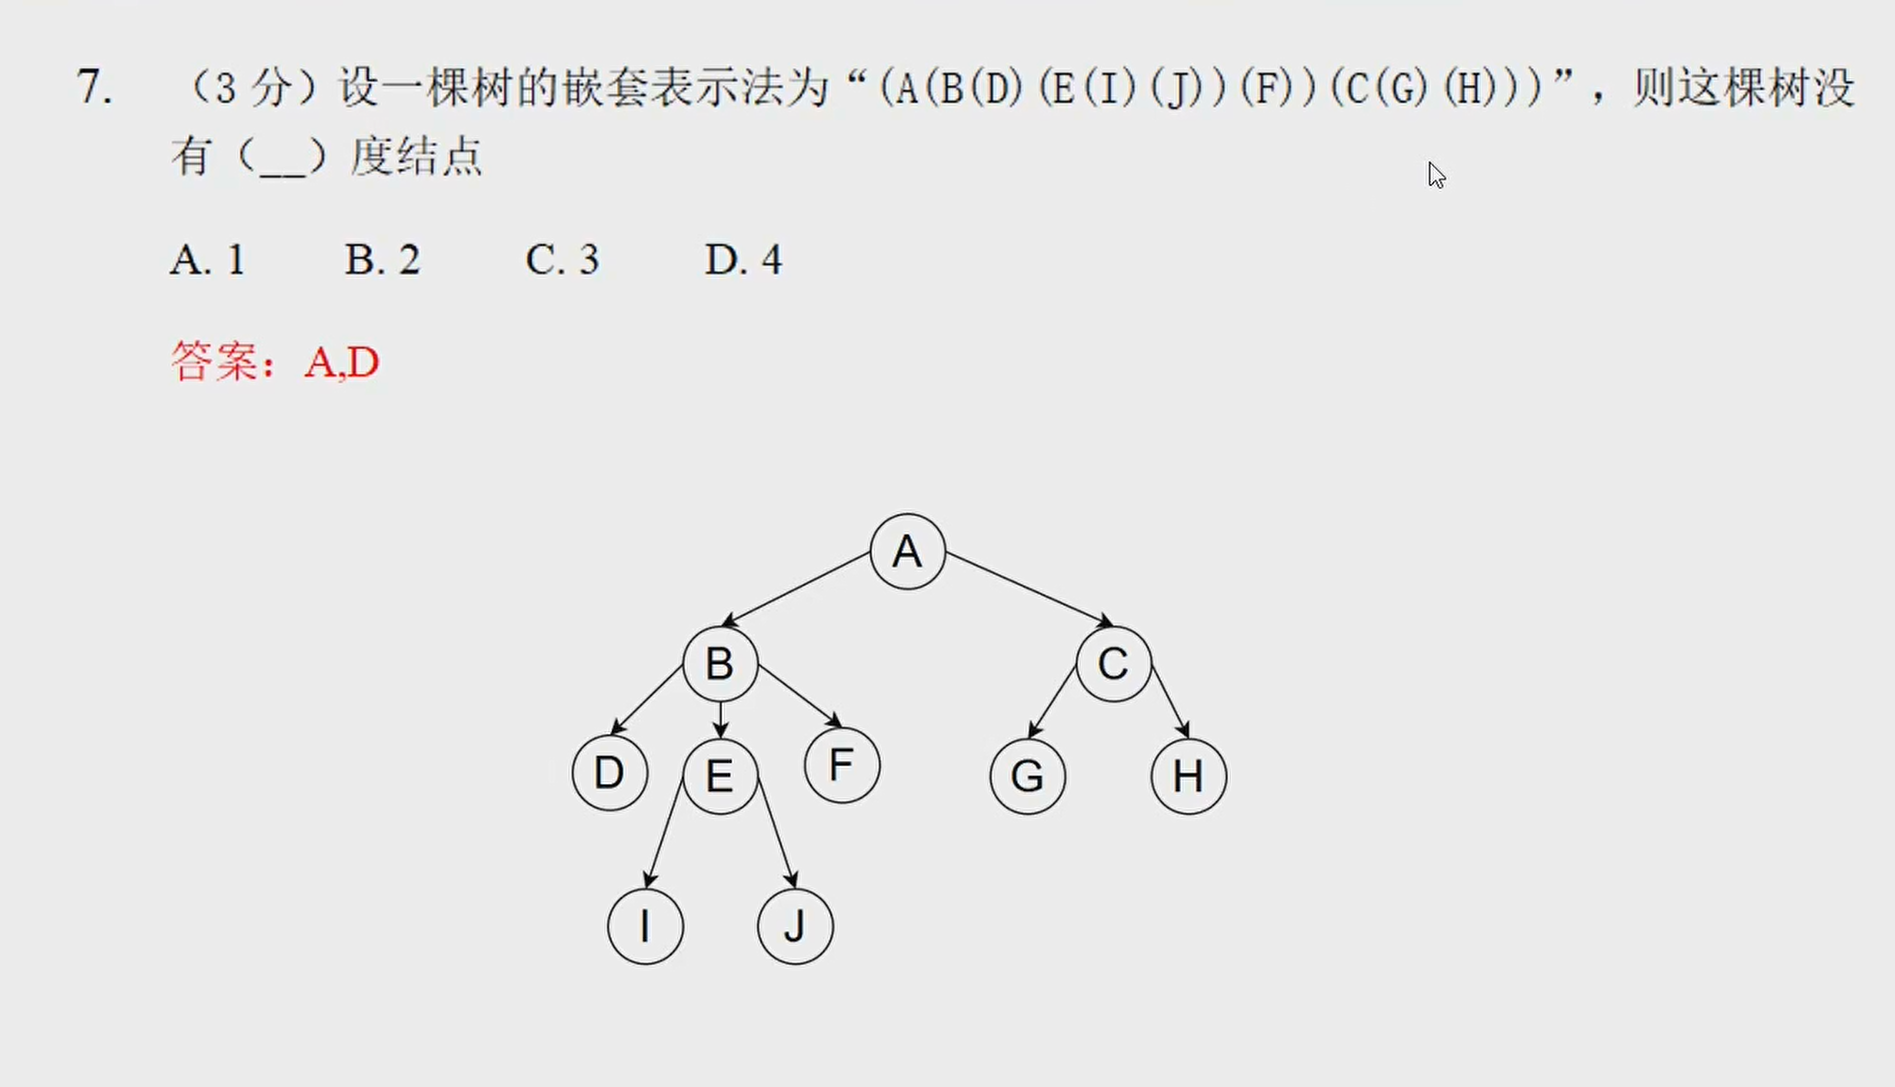 7. （3 分）设一棵树的嵌套表示法为“(A(B(D)(E(I)(J))(F))(C(G)(H)))”，则这棵树没
有（__）度结点
A. 1 B. 2 C. 3 D. 4
答案：A,D
A
B C
D E F G H
I J